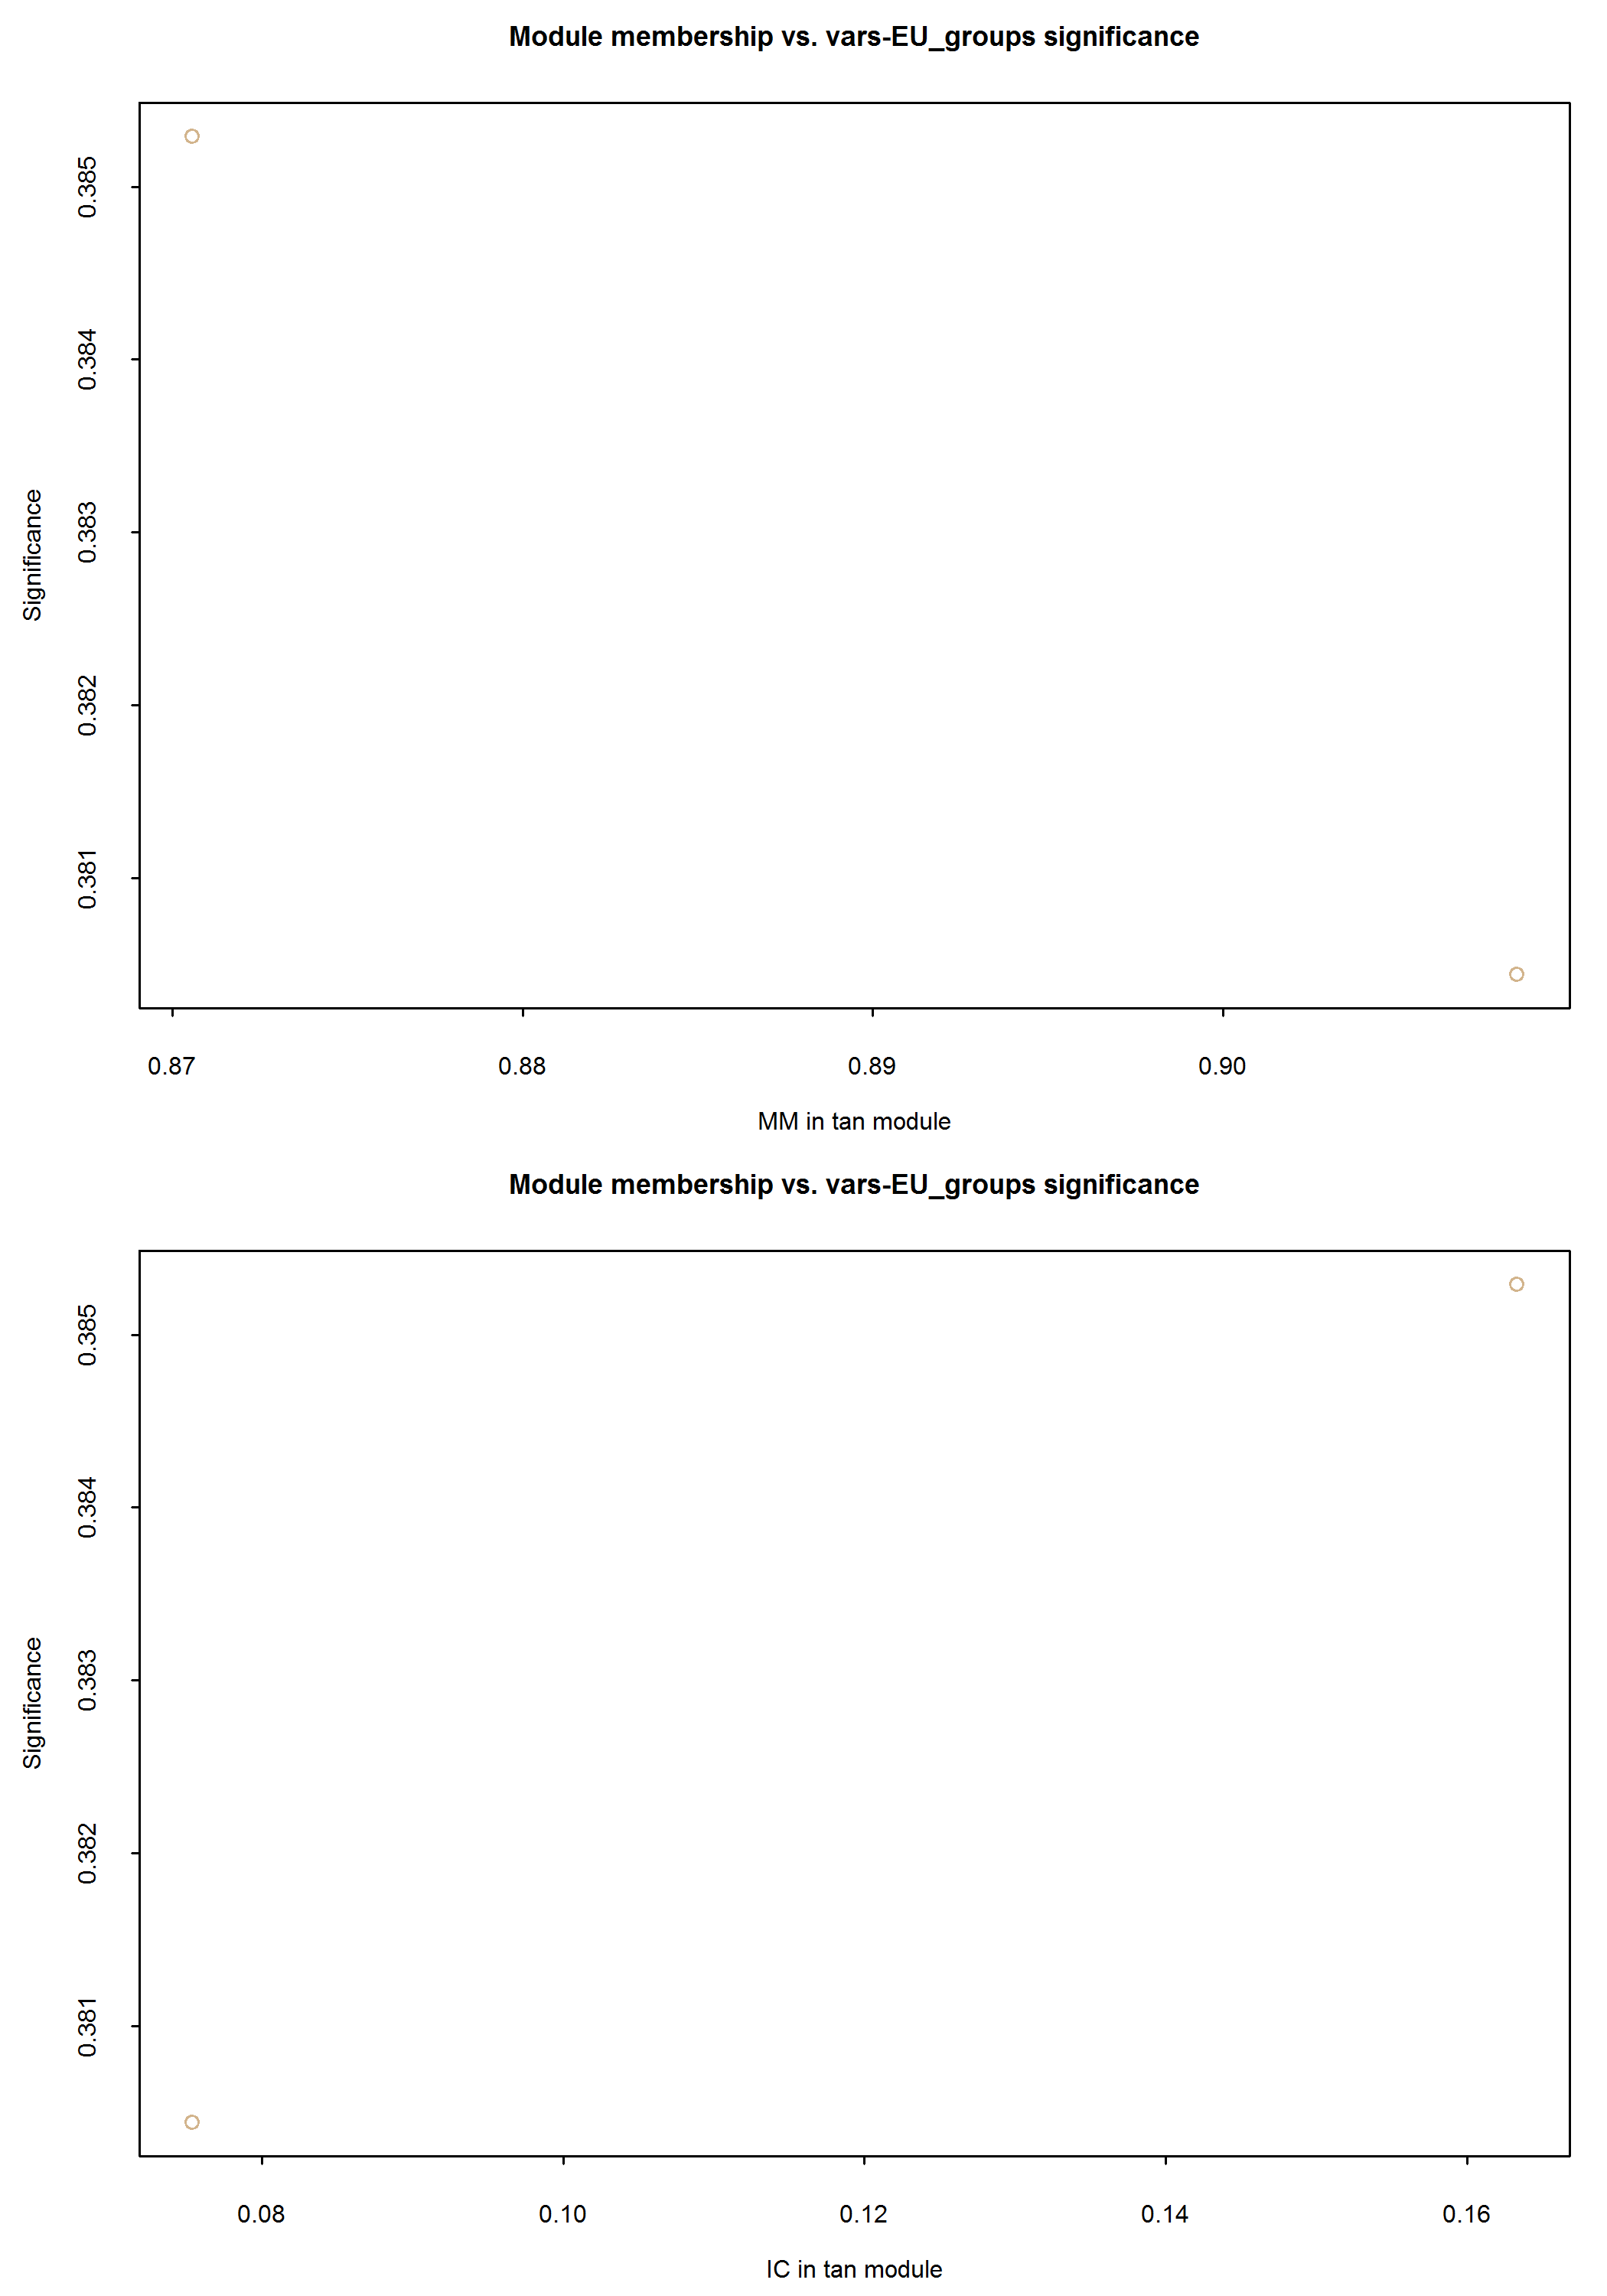 Module membership vs. vars-EU_groups significance
0.385
0.384
0.383
0.382
0.381
Significance
0.87 0.88 0.89 0.90
MM in tan module
Module membership vs. vars-EU_groups significance
0.385
0.384
0.383
0.382
0.381
Significance
0.08 0.10 0.12 0.14 0.16
IC in tan module